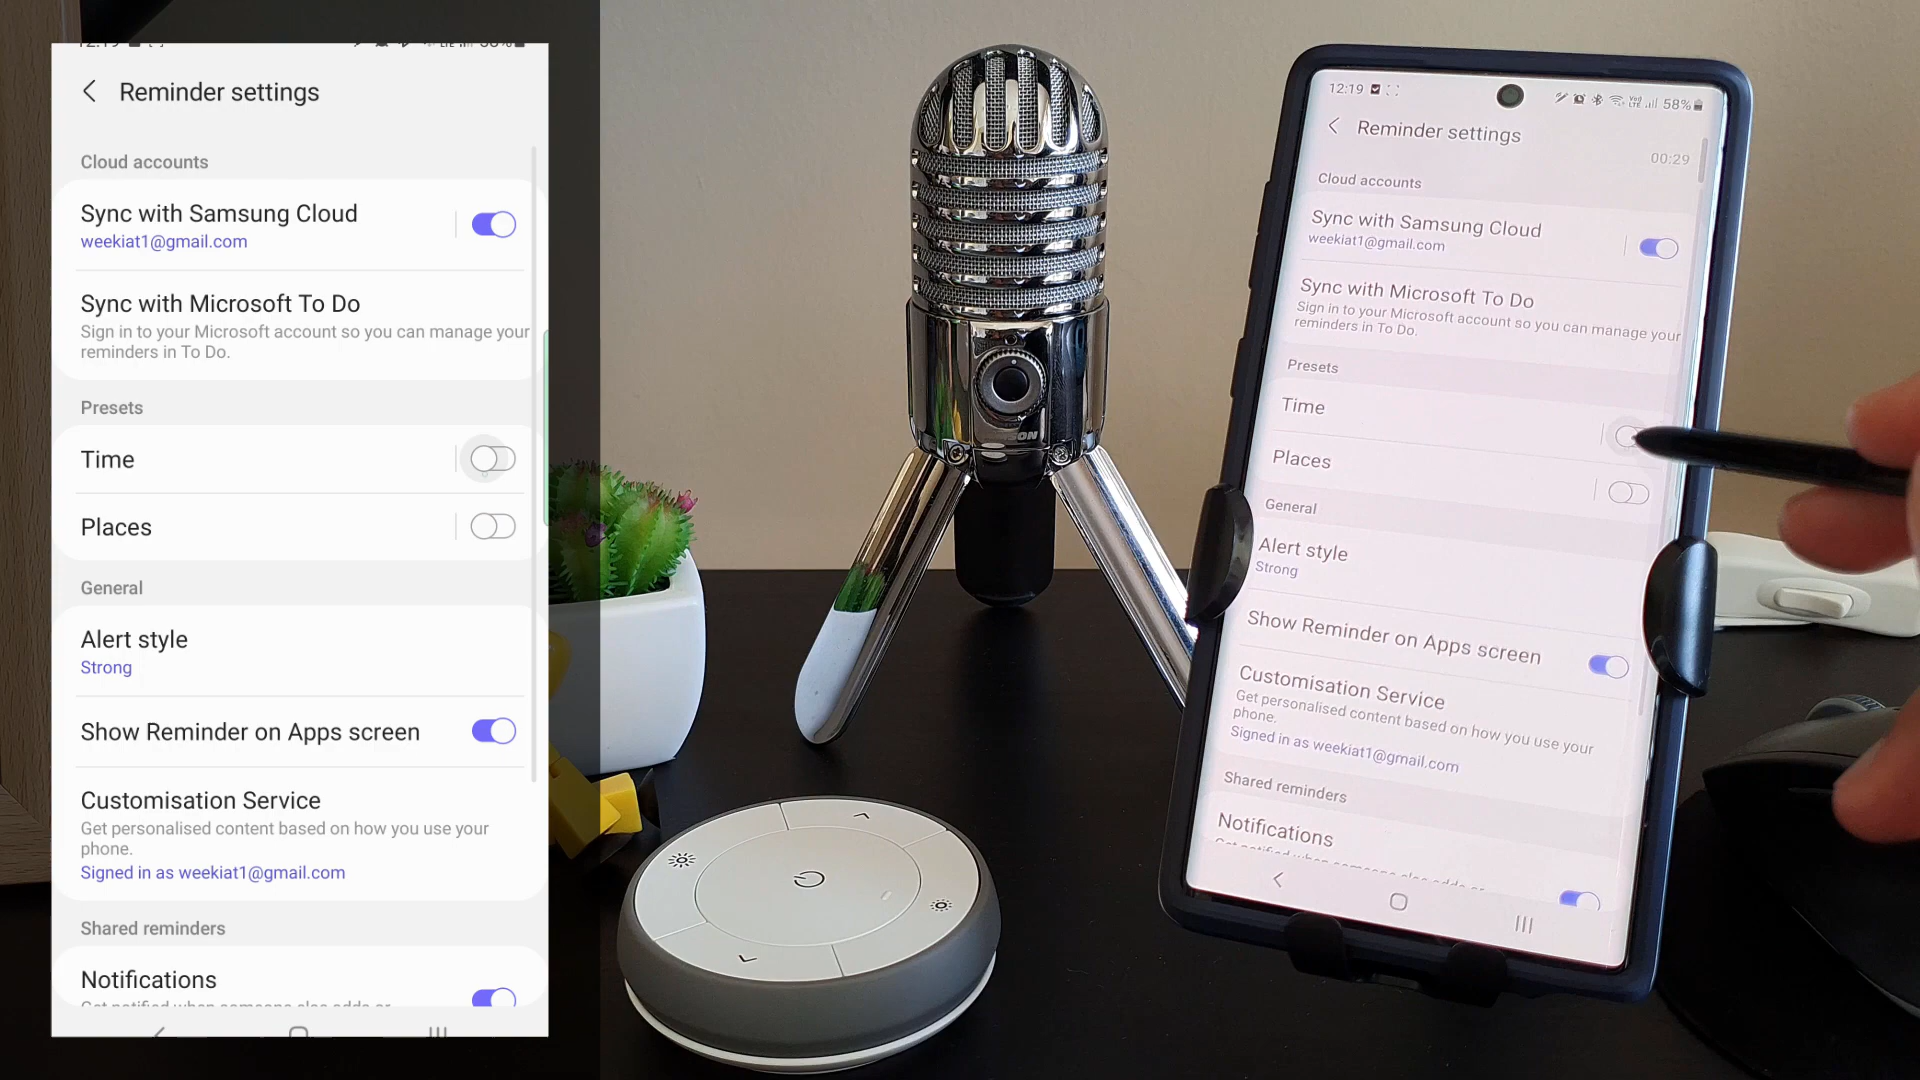 Reminder settings
Cloud accounts
Sync with Samsung Cloud
weekiat1@gmail.com
Sync with Microsoft To Do
Sign in to your Microsoft account so you can manage your
reminders in To Do.
Presets
Time
Places
General
Alert style
Strong
Show Reminder on Apps screen
Customisation Service
Get personalised content based on how you use your
phone.
Signed in as weekiat1@gmail.com
Shared reminders
Notifications
12:19
58%
Reminder settings
00:29
Cloud accounts
Sync with Samsung Cloud
weekiat1@gmail.com
Sync with Microsoft To Do
Sign in to your Microsoft account so you can manage your
reminders in To Do.
Presets
Time
Places
General
Alert style
Strong
Show Reminder on Apps screen
Customisation Service
Get personalised content based on how you use your
phone.
Signed in as weekiat1@gmail.com
Shared reminders
Notifications